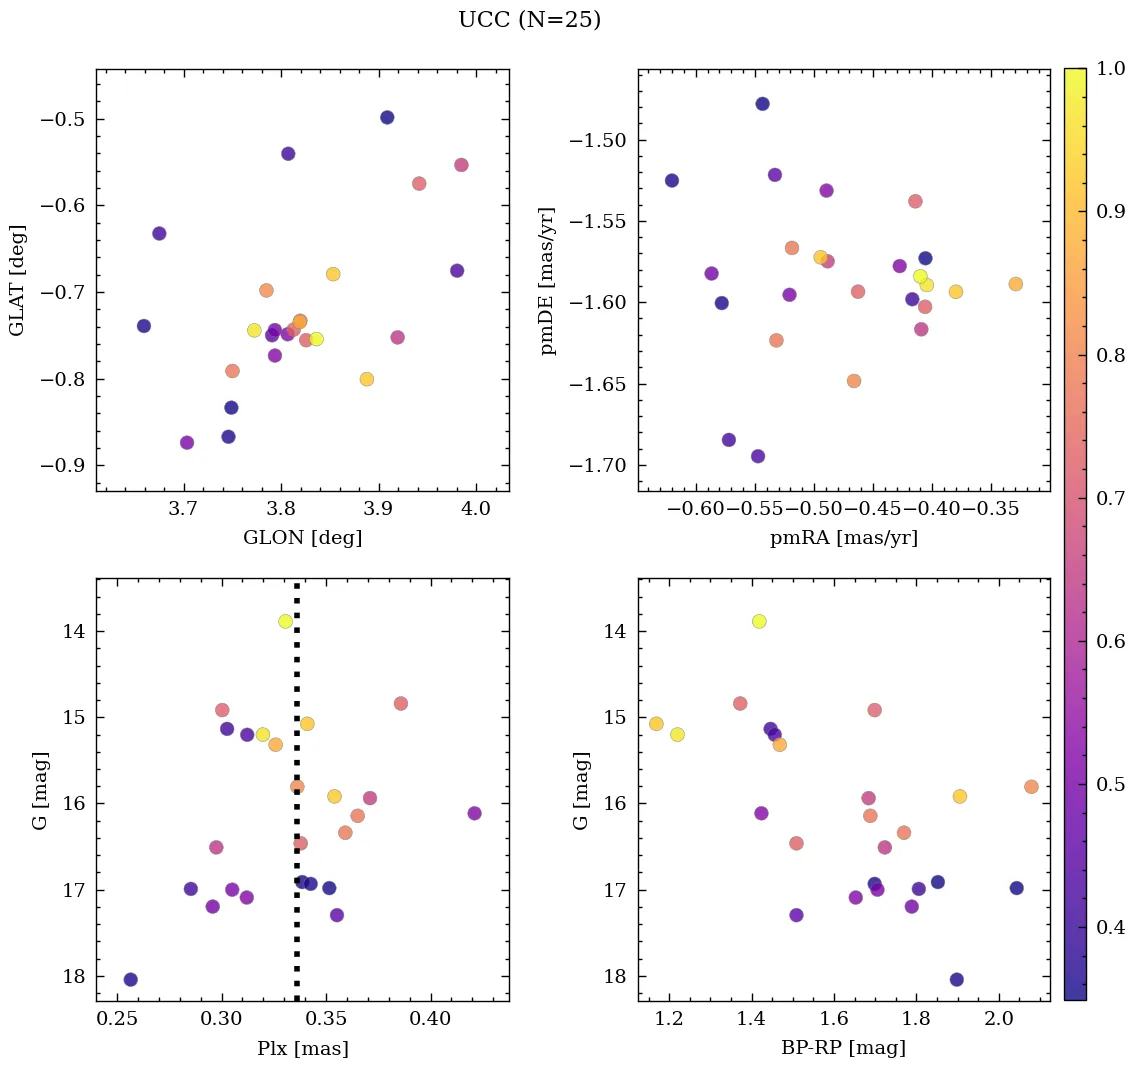 UCC (N=25)
−0.5
−0.6
−0.7
−0.8
−0.9
GLAT [deg]
3.7 3.8 3.9 4.0
GLON [deg]
−1.50
−1.55
−1.60
−1.65
−1.70
pmDE [mas/yr]
−0.60 −0.55 −0.50 −0.45 −0.40 −0.35
pmRA [mas/yr]
14
15
16
17
18
G [mag]
0.25 0.30 0.35 0.40
Plx [mas]
14
15
16
17
18
G [mag]
1.2 1.4 1.6 1.8 2.0
BP-RP [mag]
1.0
0.9
0.8
0.7
0.6
0.5
0.4